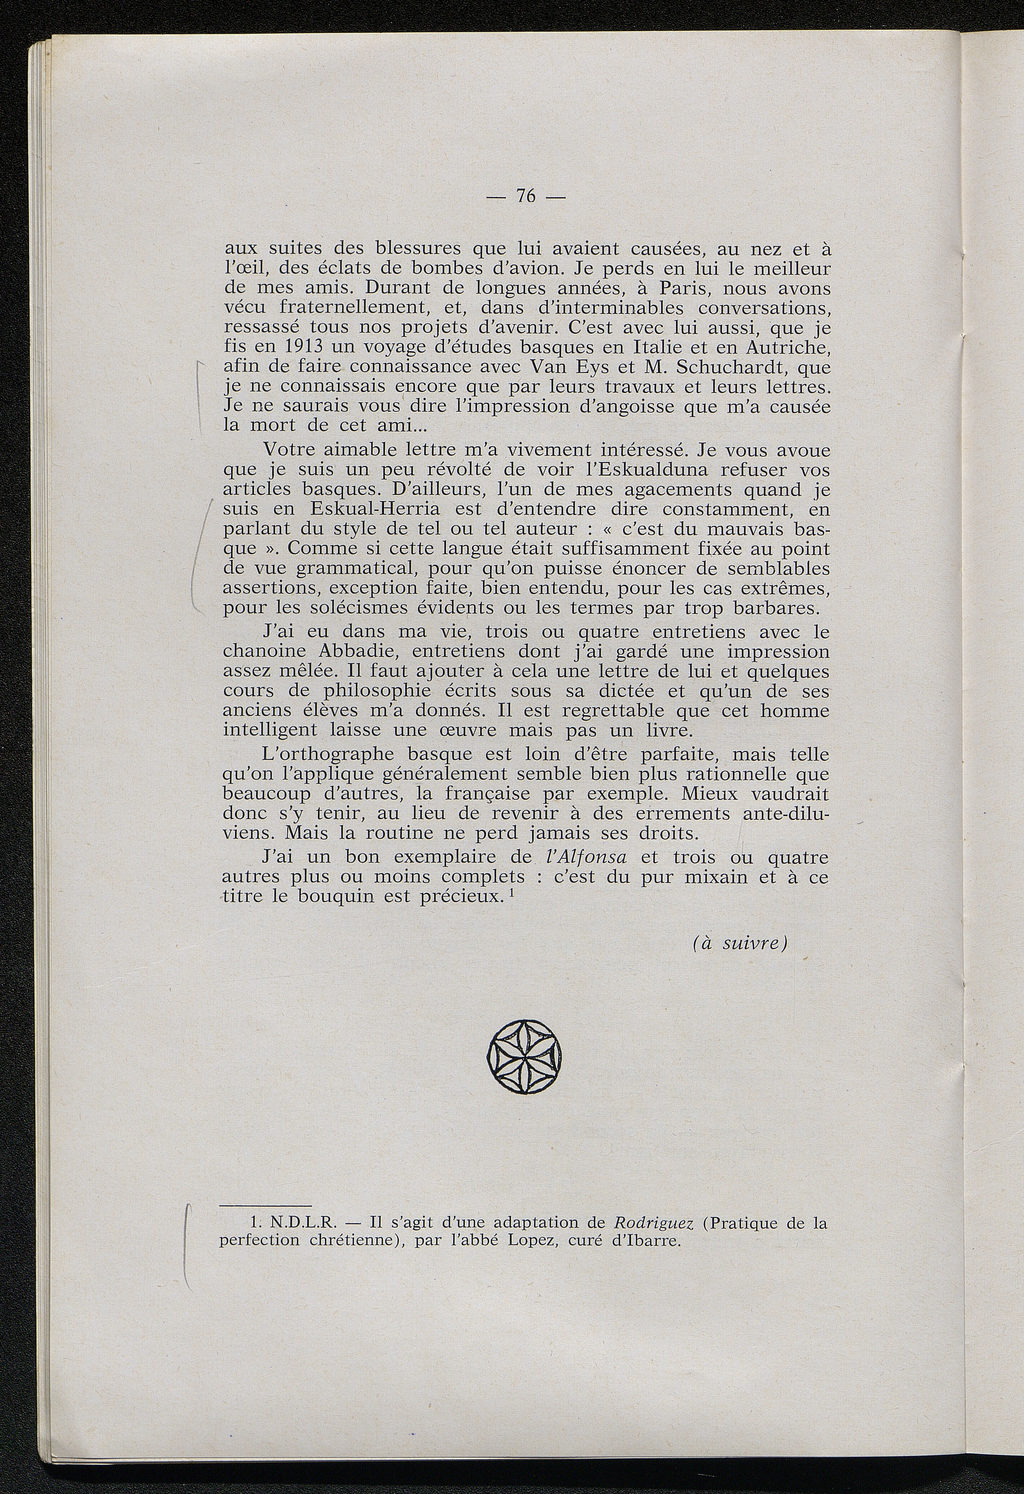 — 76 —
aux suites des blessures que lui avaient causées, au nez et à
l'œil, des éclats de bombes d'avion. Je perds en lui le meilleur
de mes amis. Durant de longues années, à Paris, nous avons
vécu fraternellement, et, dans d'interminables conversations,
ressassé tous nos projets d'avenir. C'est avec lui aussi, que je
fis en 1913 un voyage d'études basques en Italie et en Autriche,
afin de faire connaissance avec Van Eys et M. Schuchardt, que
je ne connaissais encore que par leurs travaux et leurs lettres.
Je ne saurais vous dire l'impression d'angoisse que m'a causée
la mort de cet ami...
Votre aimable lettre m'a vivement intéressé. Je vous avoue
que je suis un peu révolté de voir l'Eskualduna refuser vos
articles basques. D'ailleurs, l'un de mes agacements quand je
suis en Eskual-Herria est d'entendre dire constamment, en
parlant du style de tel ou tel auteur : « c'est du mauvais bas-
que ». Comme si cette langue était suffisamment fixée au point
de vue grammatical, pour qu'on puisse énoncer de semblables
assertions, exception faite, bien entendu, pour les cas extrêmes,
pour les solécismes évidents ou les termes par trop barbares.
J'ai eu dans ma vie, trois ou quatre entretiens avec le
chanoine Abbadie, entretiens dont j'ai gardé une impression
assez mêlée. Il faut ajouter à cela une lettre de lui et quelques
cours de philosophie écrits sous sa dictée et qu'un de ses
anciens élèves m'a donnés. Il est regrettable que cet homme
intelligent laisse une œuvre mais pas un livre.
L'orthographe basque est loin d'être parfaite, mais telle
qu'on l'applique généralement semble bien plus rationnelle que
beaucoup d'autres, la française par exemple. Mieux vaudrait
donc s'y tenir, au lieu de revenir à des errements ante-dilu-
viens. Mais la routine ne perd jamais ses droits.
J'ai un bon exemplaire de l'Alfonsa et trois ou quatre
autres plus ou moins complets : c'est du pur mixain et à ce
titre le bouquin est précieux. ¹
(à suivre)
1. N.D.L.R. — Il s'agit d'une adaptation de Rodriguez (Pratique de la
perfection chrétienne), par l'abbé Lopez, curé d'Ibarre.